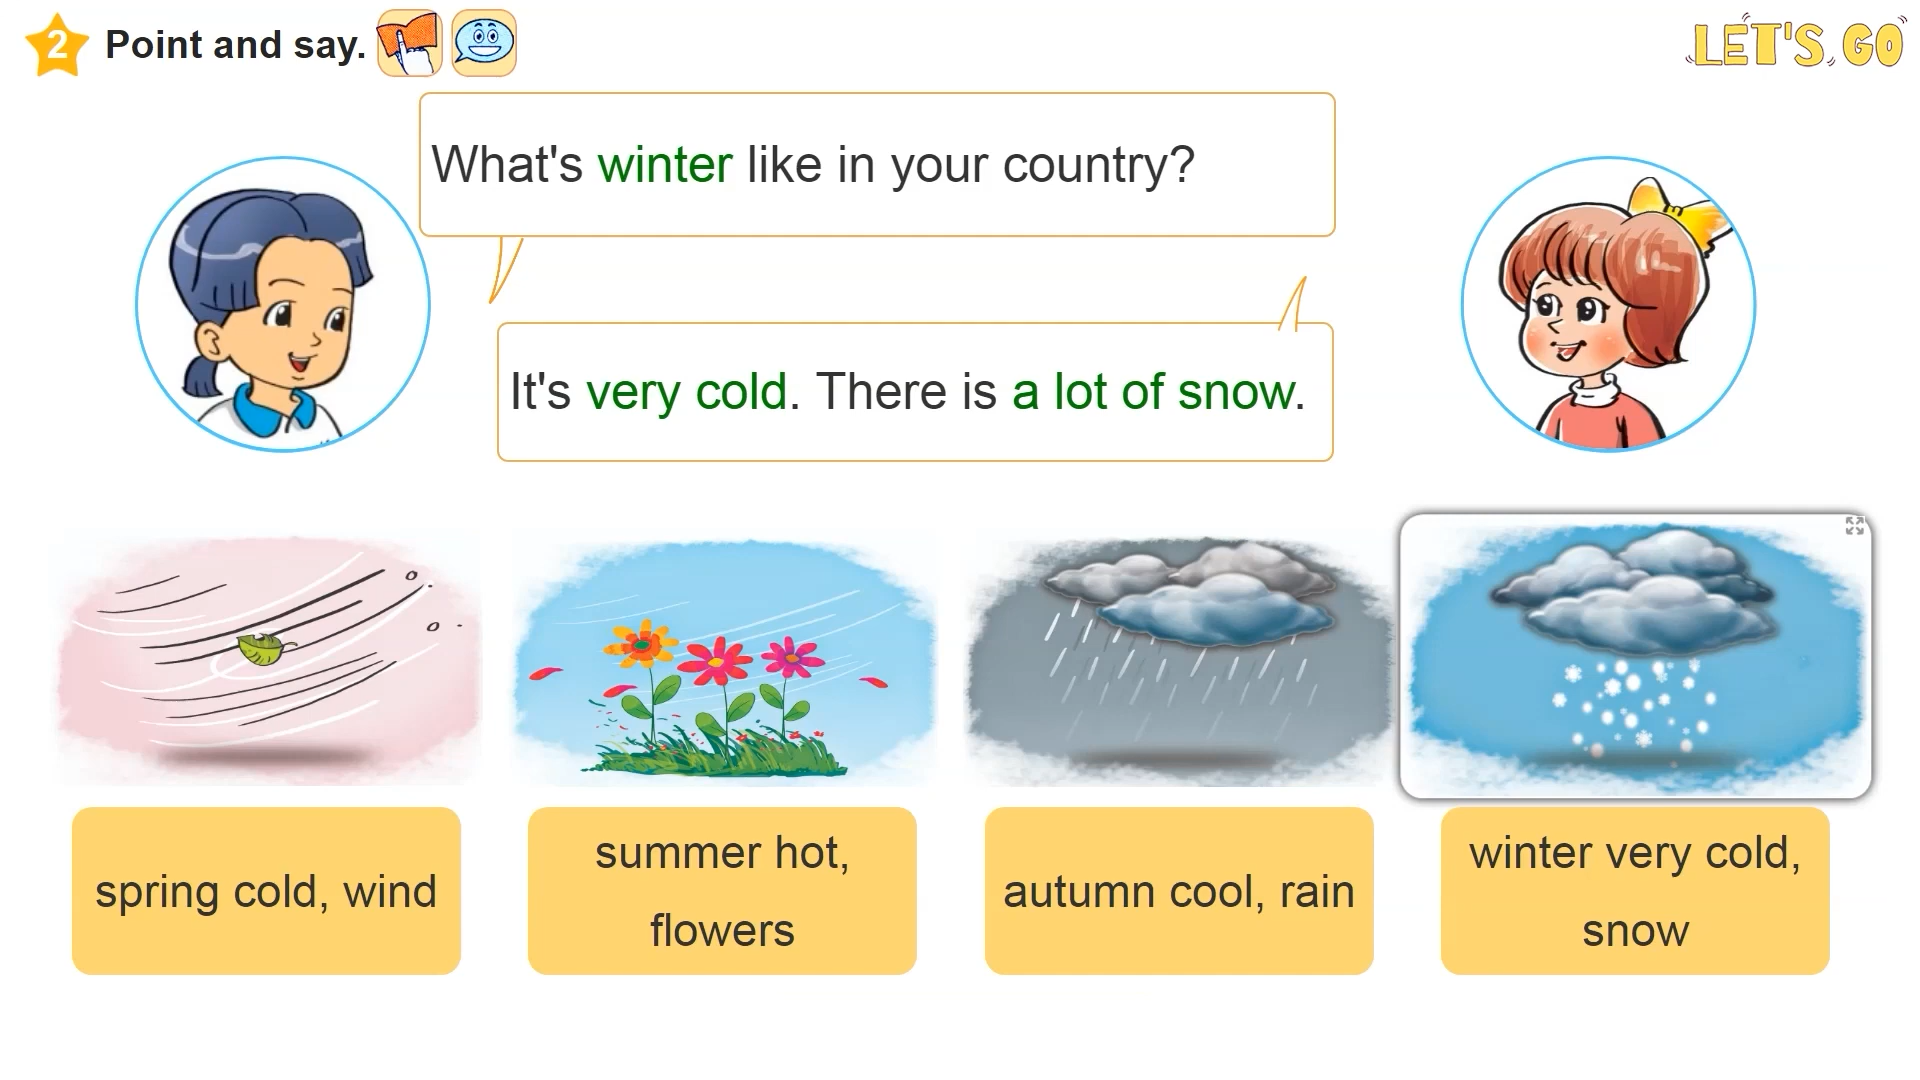 2 Point and say.
LET'S GO
What's winter like in your country?
It's very cold. There is a lot of snow.
spring cold, wind
summer hot,
flowers
autumn cool, rain
winter very cold,
snow